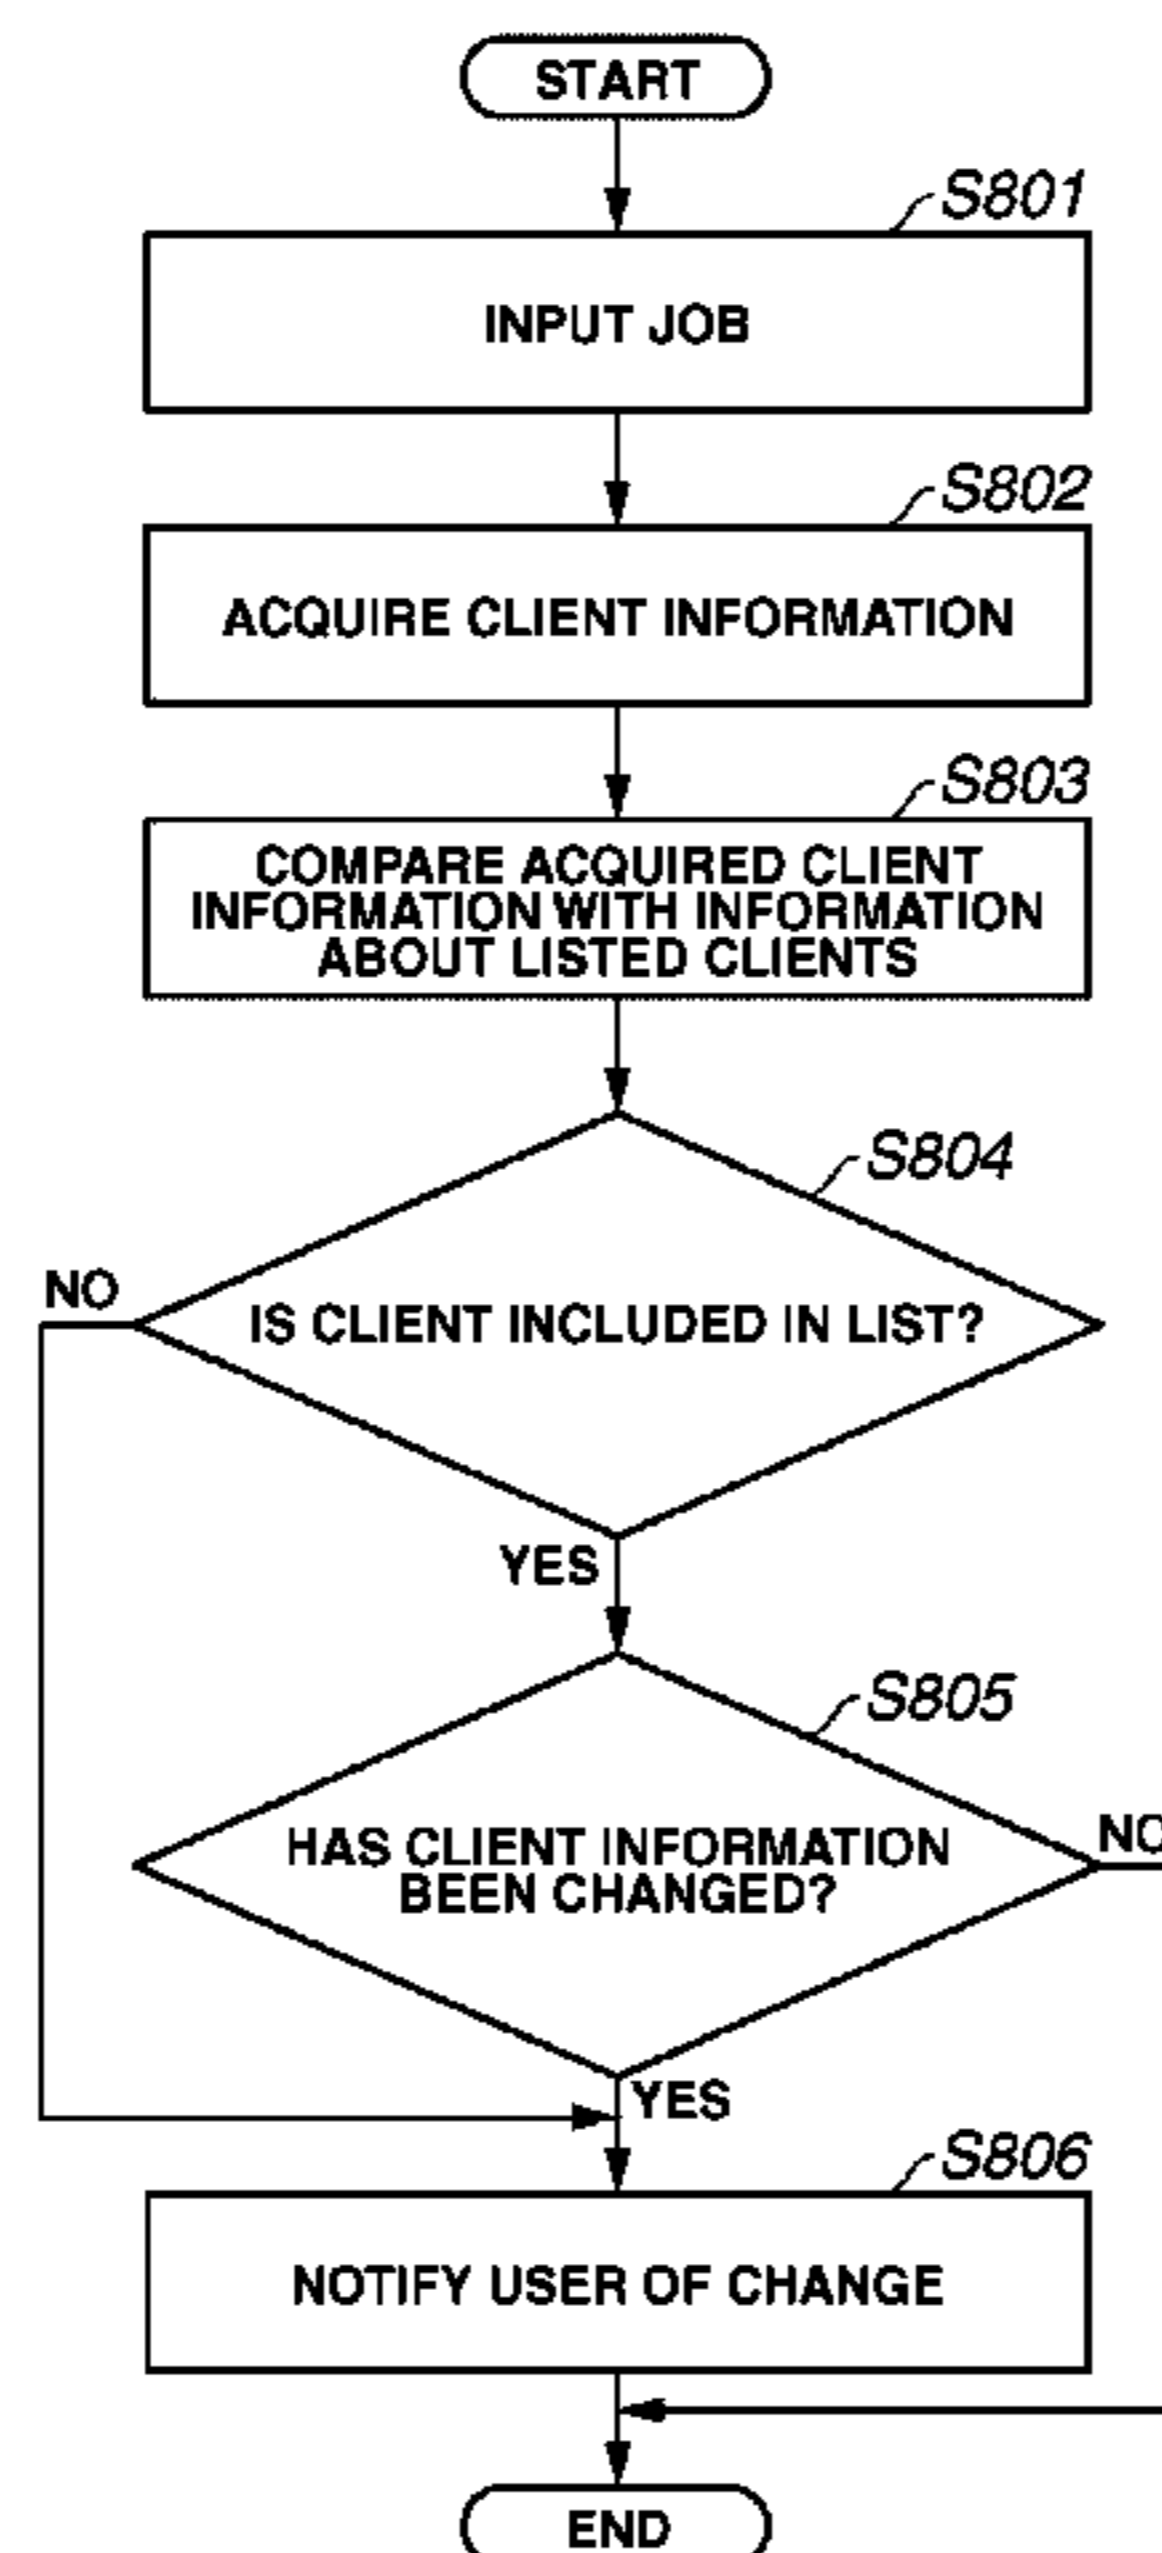 START
S801
INPUT JOB
S802
ACQUIRE CLIENT INFORMATION
S803
COMPARE ACQUIRED CLIENT
INFORMATION WITH INFORMATION
ABOUT LISTED CLIENTS
S804
NO
IS CLIENT INCLUDED IN LIST?
YES
S805
NO
HAS CLIENT INFORMATION
BEEN CHANGED?
YES
S806
NOTIFY USER OF CHANGE
END